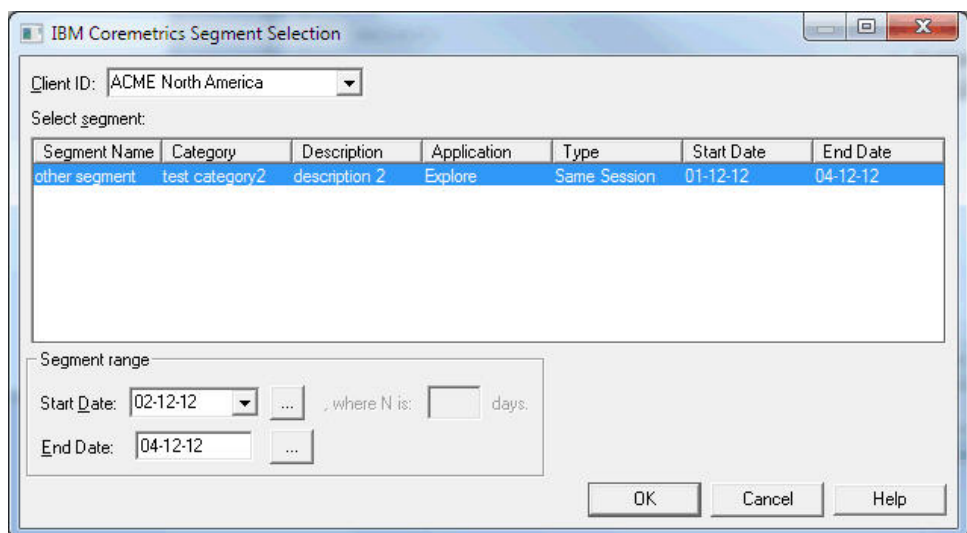 IBM Coremetrics Segment Selection
Client ID: ACME North America
Select segment:
Segment Name Category Description Application Type Start Date End Date
other segment test category2 description 2 Explore Same Session 01-12-12 04-12-12
Segment range
Start Date: 02-12-12 ... , where N is: days.
End Date: 04-12-12 ...
OK Cancel Help